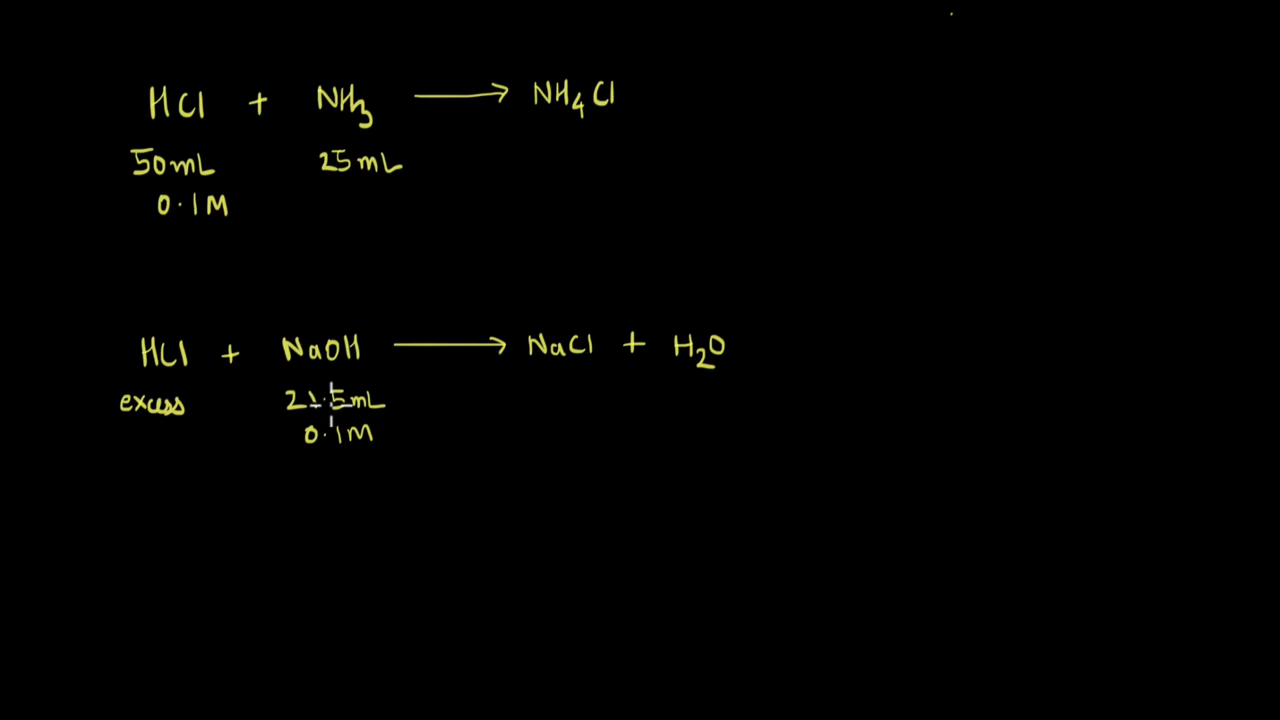 HCl + NH3 ⟶ NH4Cl
50mL 25mL
0.1M
HCl + NaOH ⟶ NaCl + H2O
excess 21.5mL
0.1M